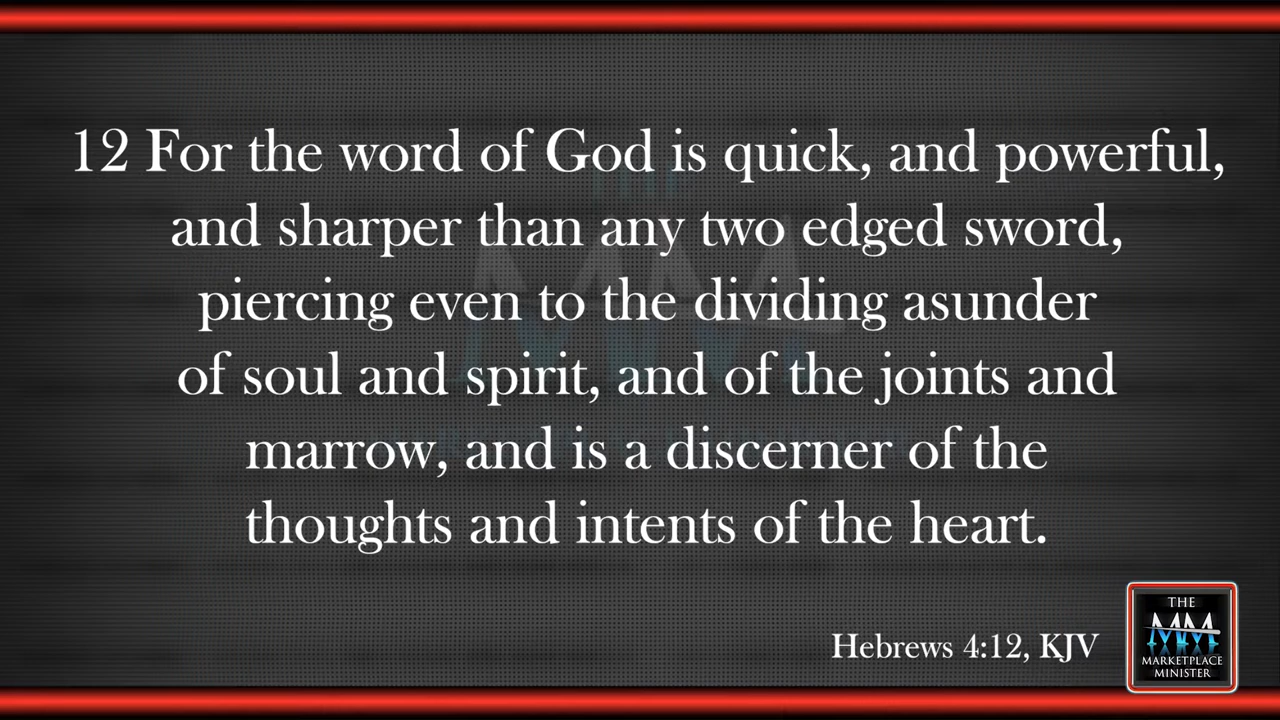 12 For the word of God is quick, and powerful,
and sharper than any two edged sword,
piercing even to the dividing asunder
of soul and spirit, and of the joints and
marrow, and is a discerner of the
thoughts and intents of the heart.
Hebrews 4:12, KJV
THE
MM
MARKETPLACE
MINISTER